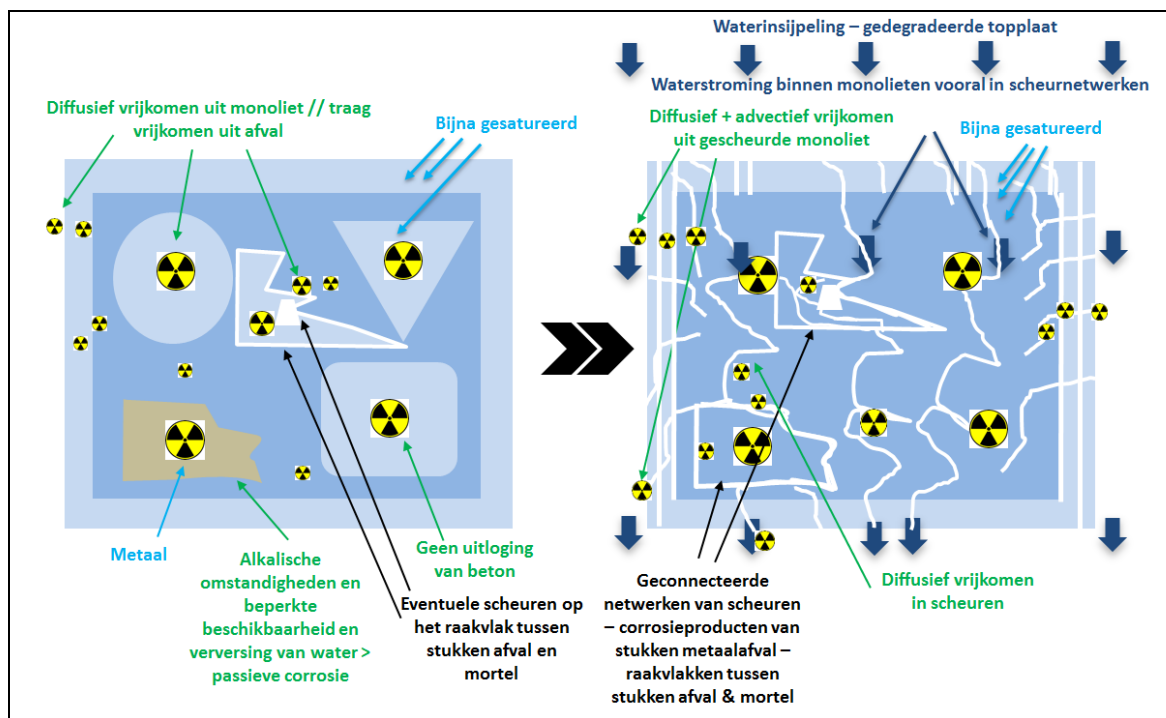 Diffusief vrijkomen uit monoliet // traag
vrijkomen uit afval
Bijna gesatureerd
Metaal
Alkalische
omstandigheden en
beperkte
beschikbaarheid en
verversing van water >
passieve corrosie
Eventuele scheuren op
het raakvlak tussen
stukken afval en
mortel
Geen uitloging
van beton
Waterinsijpeling – gedegradeerde topplaat
Waterstroming binnen monolieten vooral in scheurnetwerken
Diffusief + advectief vrijkomen
uit gescheurde monoliet
Bijna gesatureerd
Geconnecteerde
netwerken van scheuren
– corrosieproducten van
stukken metaalafval –
raakvlakken tussen
stukken afval & mortel
Diffusief vrijkomen
in scheuren